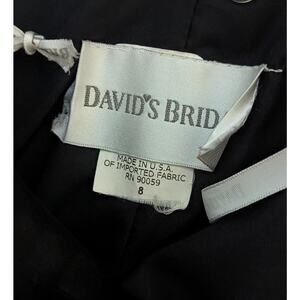 DAVID'S BRID
MADE IN U.S.A.
OF IMPORTED FABRIC
RN 90059
8